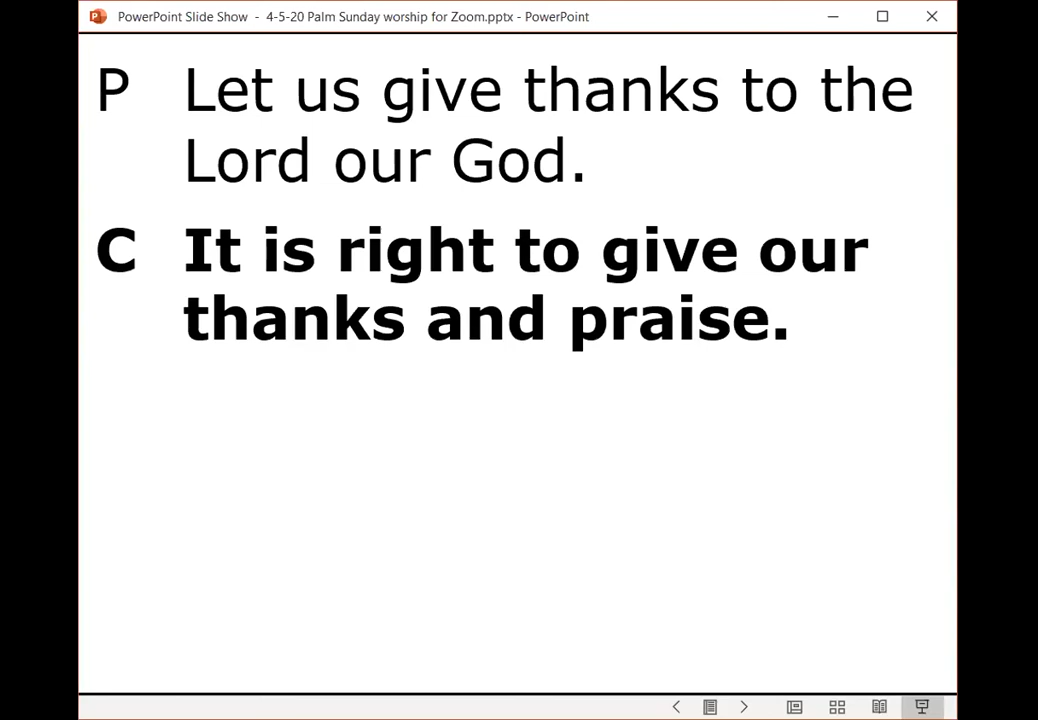 PowerPoint Slide Show - 4-5-20 Palm Sunday worship for Zoom.pptx - PowerPoint
P Let us give thanks to the
Lord our God.
C It is right to give our
thanks and praise.